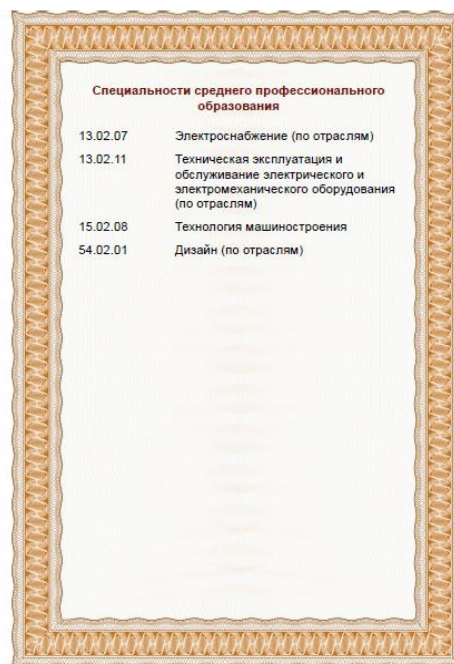 Специальности среднего профессионального
образования
13.02.07 Электроснабжение (по отраслям)
13.02.11 Техническая эксплуатация и
обслуживание электрического и
электромеханического оборудования
(по отраслям)
15.02.08 Технология машиностроения
54.02.01 Дизайн (по отраслям)